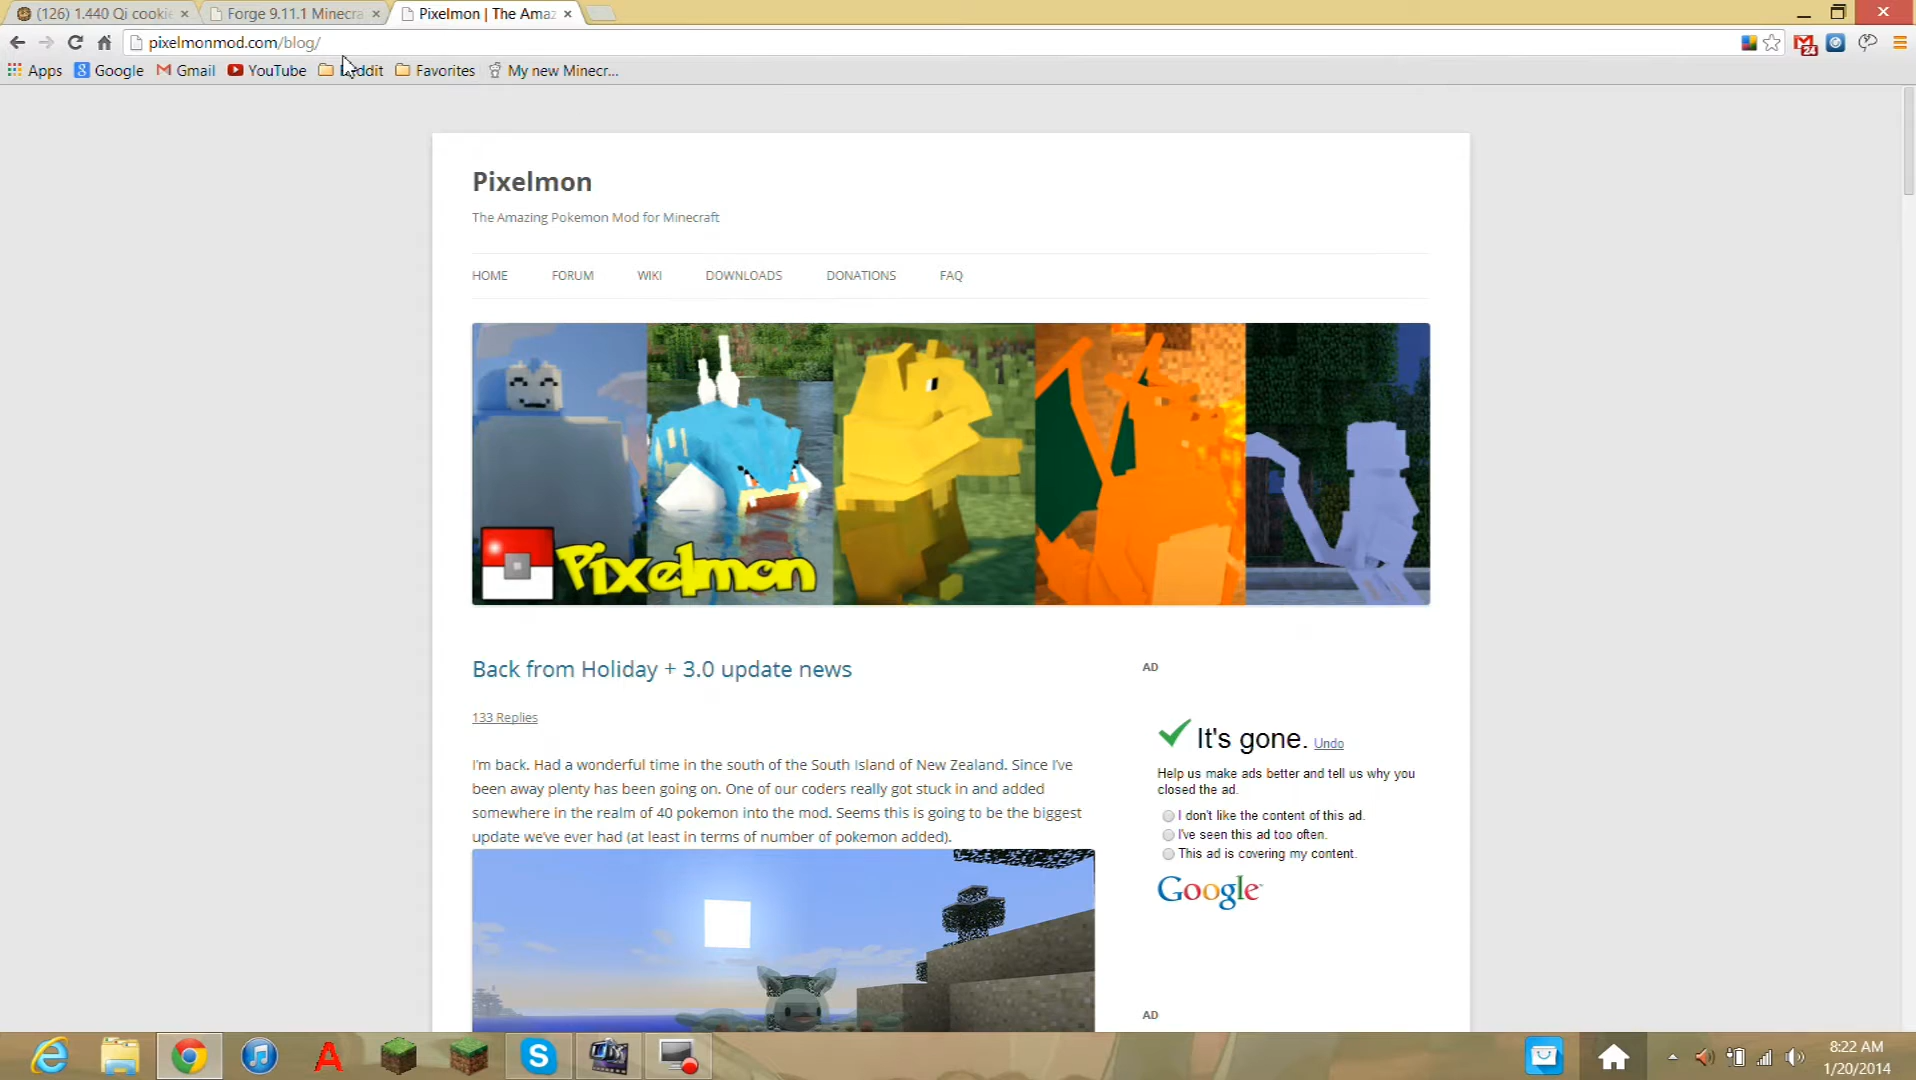 (126) 1.440 Qi cookie
Forge 9.11.1 Minecra
Pixelmon | The Amaz
pixelmonmod.com/blog/
24
Apps
8 Google
Gmail
YouTube
Favorites
My new Minecr...
Pixelmon
The Amazing Pokemon Mod for Minecraft
HOME FORUM WIKI DOWNLOADS DONATIONS FAQ
Pixelmon
Back from Holiday + 3.0 update news
133 Replies
I'm back. Had a wonderful time in the south of the South Island of New Zealand. Since I've
been away plenty has been going on. One of our coders really got stuck in and added
somewhere in the realm of 40 pokemon into the mod. Seems this is going to be the biggest
update we've ever had (at least in terms of number of pokemon added).
AD
It's gone. Undo
Help us make ads better and tell us why you
closed the ad.
I don't like the content of this ad.
I've seen this ad too often.
This ad is covering my content.
Google
AD
A
S
8:22 AM
1/20/2014